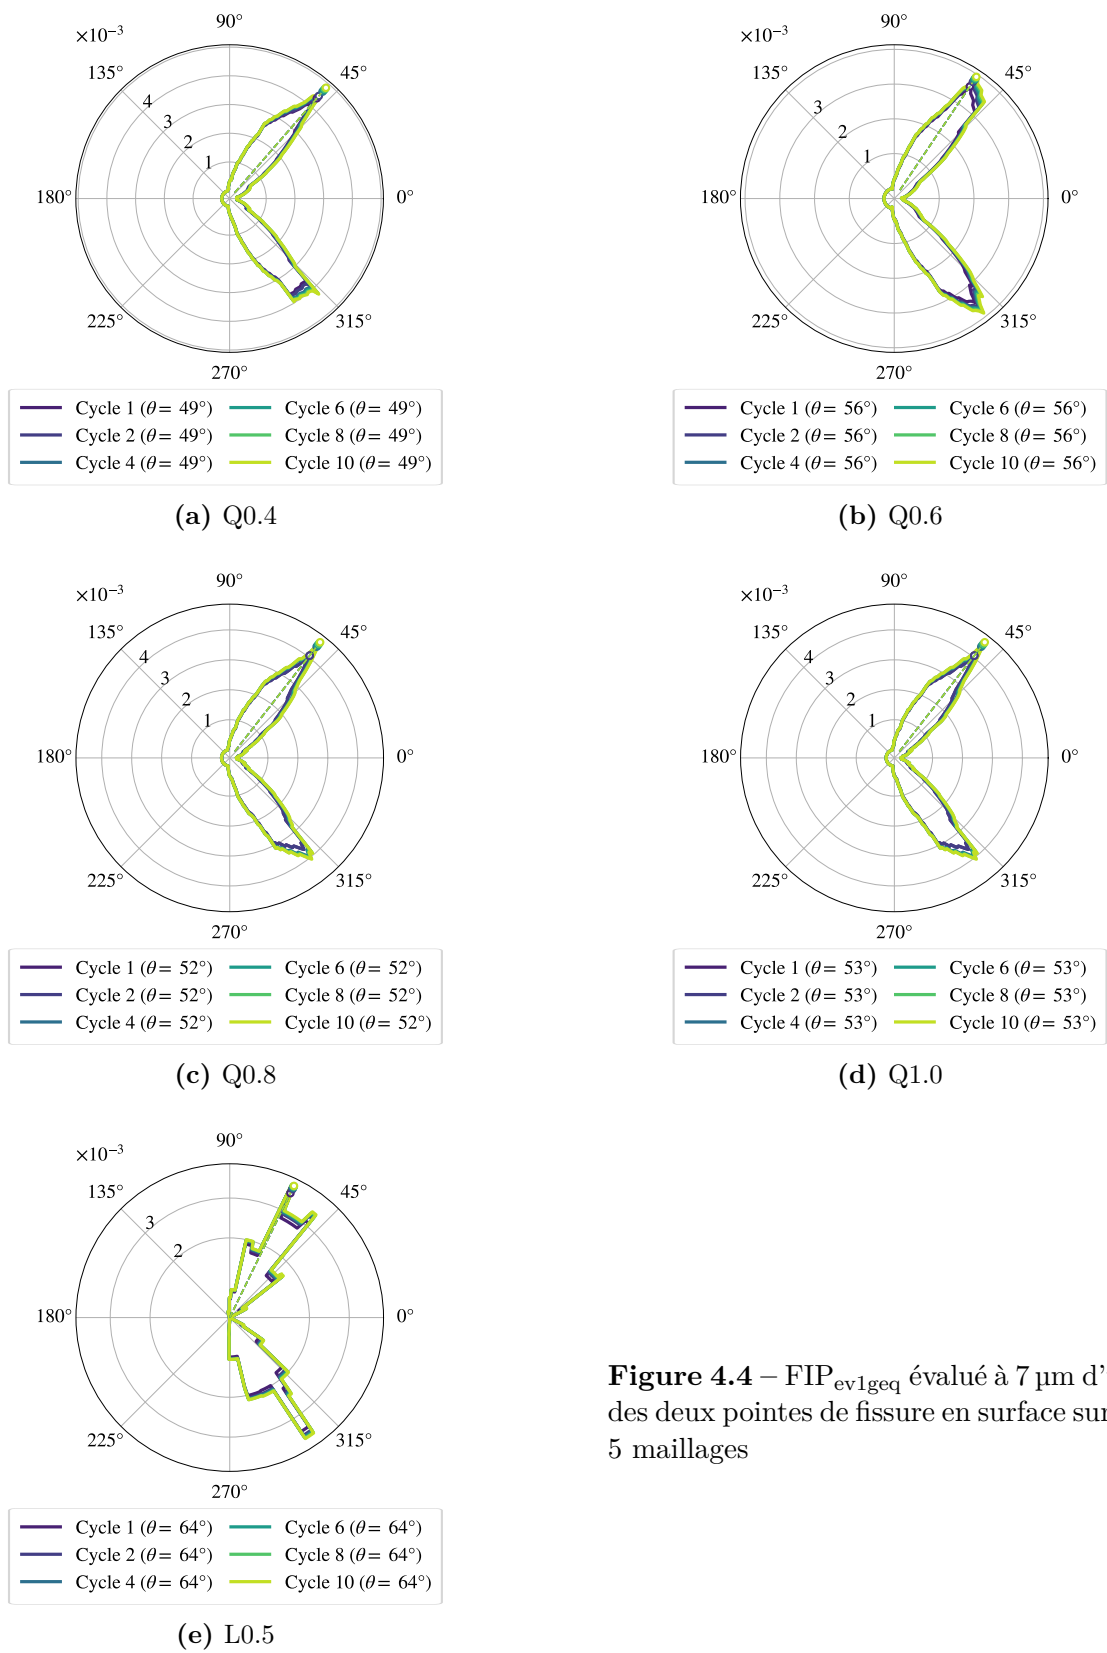 90°
×10⁻³
135°
45°
4
3
2
1
180°
0°
225°
315°
270°
Cycle 1 (θ= 49°)
Cycle 6 (θ= 49°)
Cycle 2 (θ= 49°)
Cycle 8 (θ= 49°)
Cycle 4 (θ= 49°)
Cycle 10 (θ= 49°)
(a) Q0.4
90°
×10⁻³
135°
45°
3
2
1
180°
0°
225°
315°
270°
Cycle 1 (θ= 56°)
Cycle 6 (θ= 56°)
Cycle 2 (θ= 56°)
Cycle 8 (θ= 56°)
Cycle 4 (θ= 56°)
Cycle 10 (θ= 56°)
(b) Q0.6
90°
×10⁻³
135°
45°
4
3
2
1
180°
0°
225°
315°
270°
Cycle 1 (θ= 52°)
Cycle 6 (θ= 52°)
Cycle 2 (θ= 52°)
Cycle 8 (θ= 52°)
Cycle 4 (θ= 52°)
Cycle 10 (θ= 52°)
(c) Q0.8
90°
×10⁻³
135°
45°
4
3
2
1
180°
0°
225°
315°
270°
Cycle 1 (θ= 53°)
Cycle 6 (θ= 53°)
Cycle 2 (θ= 53°)
Cycle 8 (θ= 53°)
Cycle 4 (θ= 53°)
Cycle 10 (θ= 53°)
(d) Q1.0
90°
×10⁻³
135°
45°
3
2
180°
0°
225°
315°
270°
Cycle 1 (θ= 64°)
Cycle 6 (θ= 64°)
Cycle 2 (θ= 64°)
Cycle 8 (θ= 64°)
Cycle 4 (θ= 64°)
Cycle 10 (θ= 64°)
(e) L0.5
Figure 4.4 – FIPev1geq évalué à 7 µm d'
des deux pointes de fissure en surface sur
5 maillages